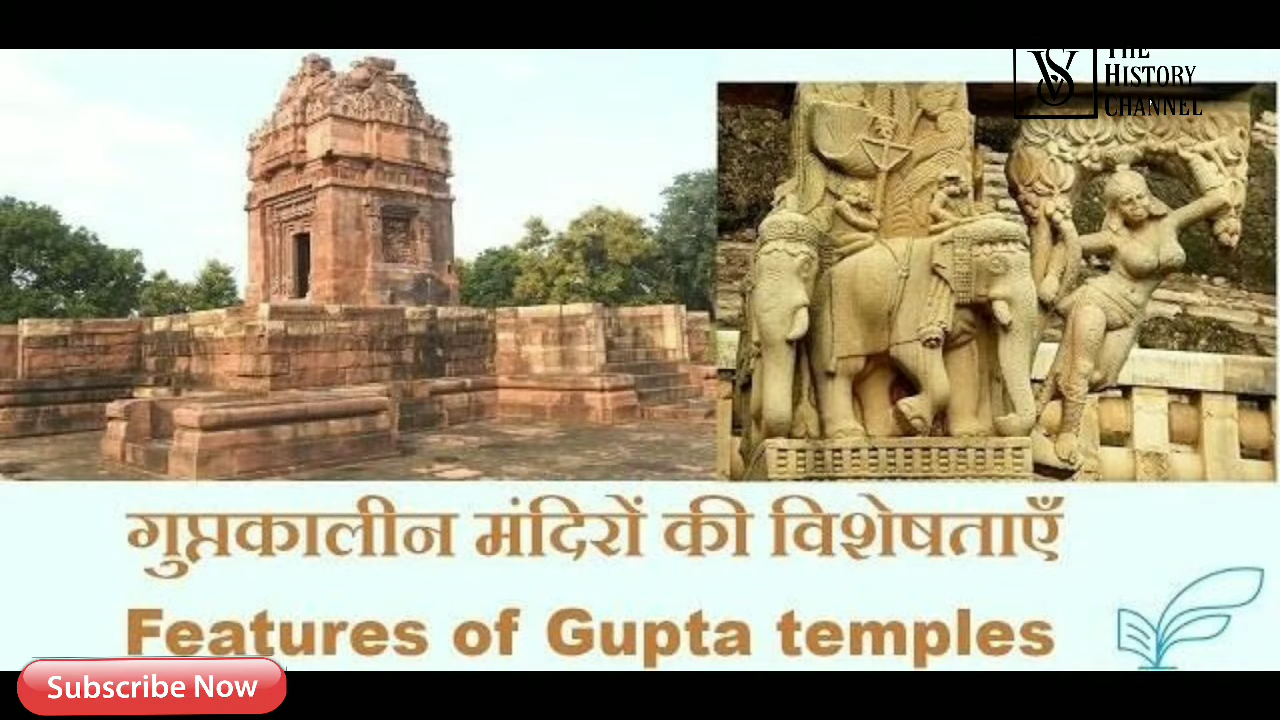 THE
HISTORY
CHANNEL
गुप्तकालीन मंदिरों की विशेषताएँ
Features of Gupta temples
Subscribe Now